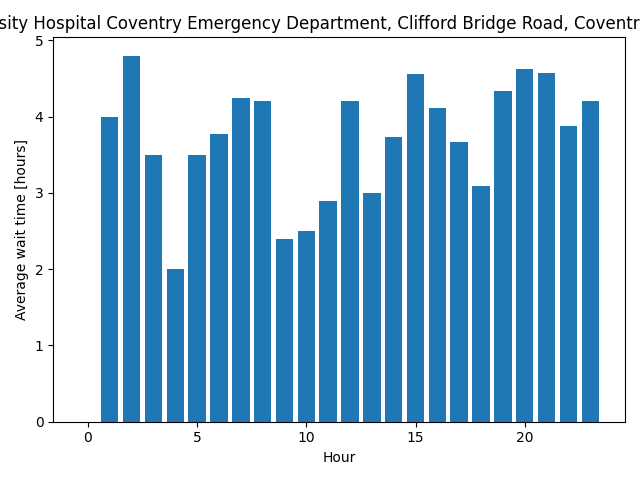 sity Hospital Coventry Emergency Department, Clifford Bridge Road, Coventr
5
4
3
2
1
0
Average wait time [hours]
0 5 10 15 20
Hour